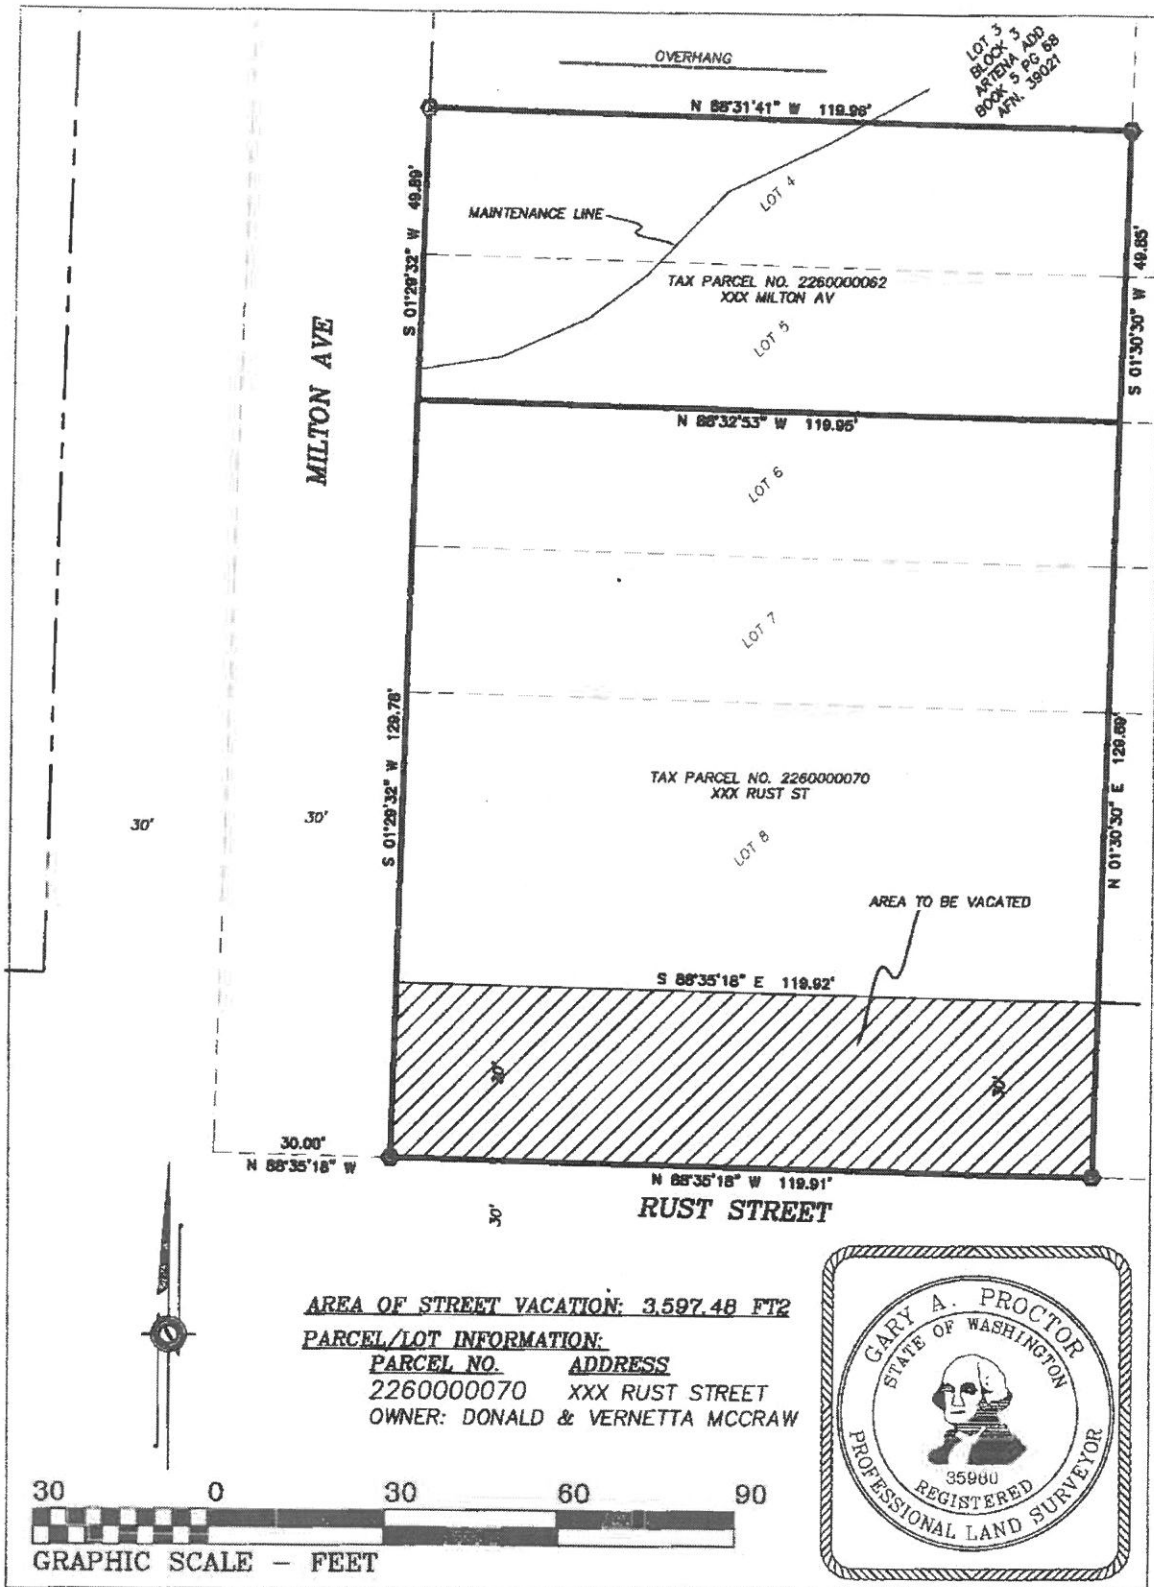 LOT 3
BLOCK 3
ARTENA ADD
BOOK 5 PG 68
AFN. 39021
OVERHANG
N 88°31'41" W 119.96'
S 01°29'32" W 49.89'
LOT 4
MAINTENANCE LINE
S 01°30'30" W 49.85'
TAX PARCEL NO. 2260000062
XXX MILTON AV
LOT 5
MILTON AVE
N 88°32'53" W 119.95'
LOT 6
LOT 7
S 01°29'32" W 129.78'
N 01°30'30" E 129.69'
TAX PARCEL NO. 2260000070
XXX RUST ST
30'
30'
LOT 8
AREA TO BE VACATED
S 88°35'18" E 119.92'
30'
30.00'
N 88°35'18" W
N 88°35'18" W 119.91'
RUST STREET
30'
AREA OF STREET VACATION: 3,597.48 FT2
PARCEL/LOT INFORMATION:
PARCEL NO. ADDRESS
2260000070 XXX RUST STREET
OWNER: DONALD & VERNETTA MCCRAW
GARY A. PROCTOR
STATE OF WASHINGTON
35980
REGISTERED
PROFESSIONAL LAND SURVEYOR
30 0 30 60 90
GRAPHIC SCALE - FEET